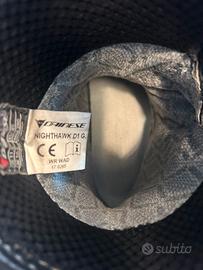 DAINESE
NIGHTHAWK D1 G.
CE
WR WAD
subito